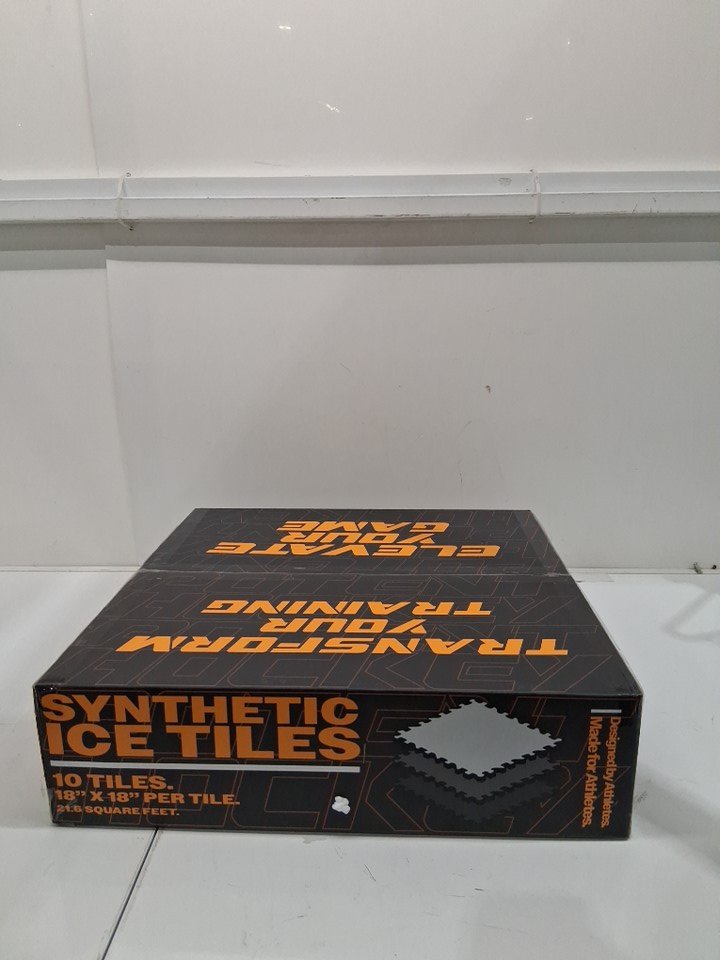 ELEVATE
YOUR
GAME
TRANSFORM
YOUR
TRAINING
SYNTHETIC
ICE TILES
10 TILES.
18" X 18" PER TILE.
21.6 SQUARE FEET.
Designed by Athletes.
Made for Athletes.
HOCKEY